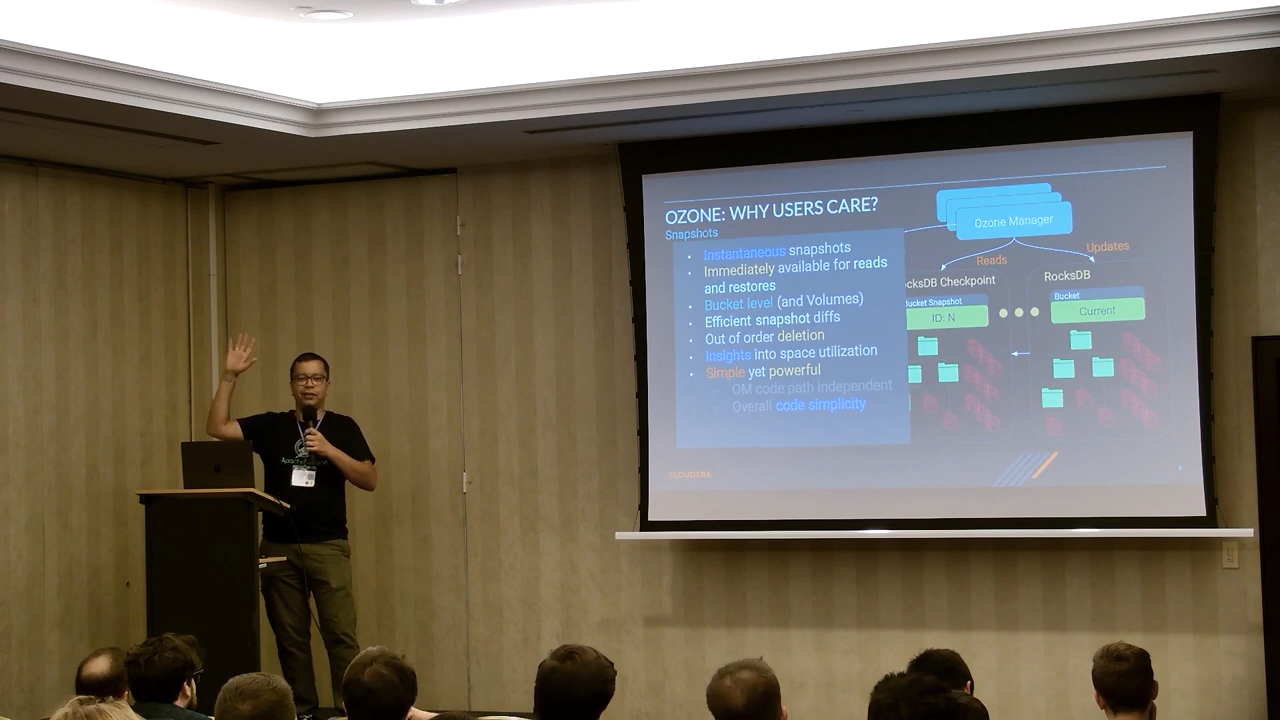 OZONE: WHY USERS CARE?
Snapshots
Instantaneous snapshots
Immediately available for reads
and restores
Bucket level (and Volumes)
Efficient snapshot diffs
Out of order deletion
Insights into space utilization
Simple yet powerful
OM code path independent
Overall code simplicity
Ozone Manager
Reads
Updates
ocksDB Checkpoint
Bucket Snapshot
ID: N
RocksDB
Bucket
Current
CLOUDERA